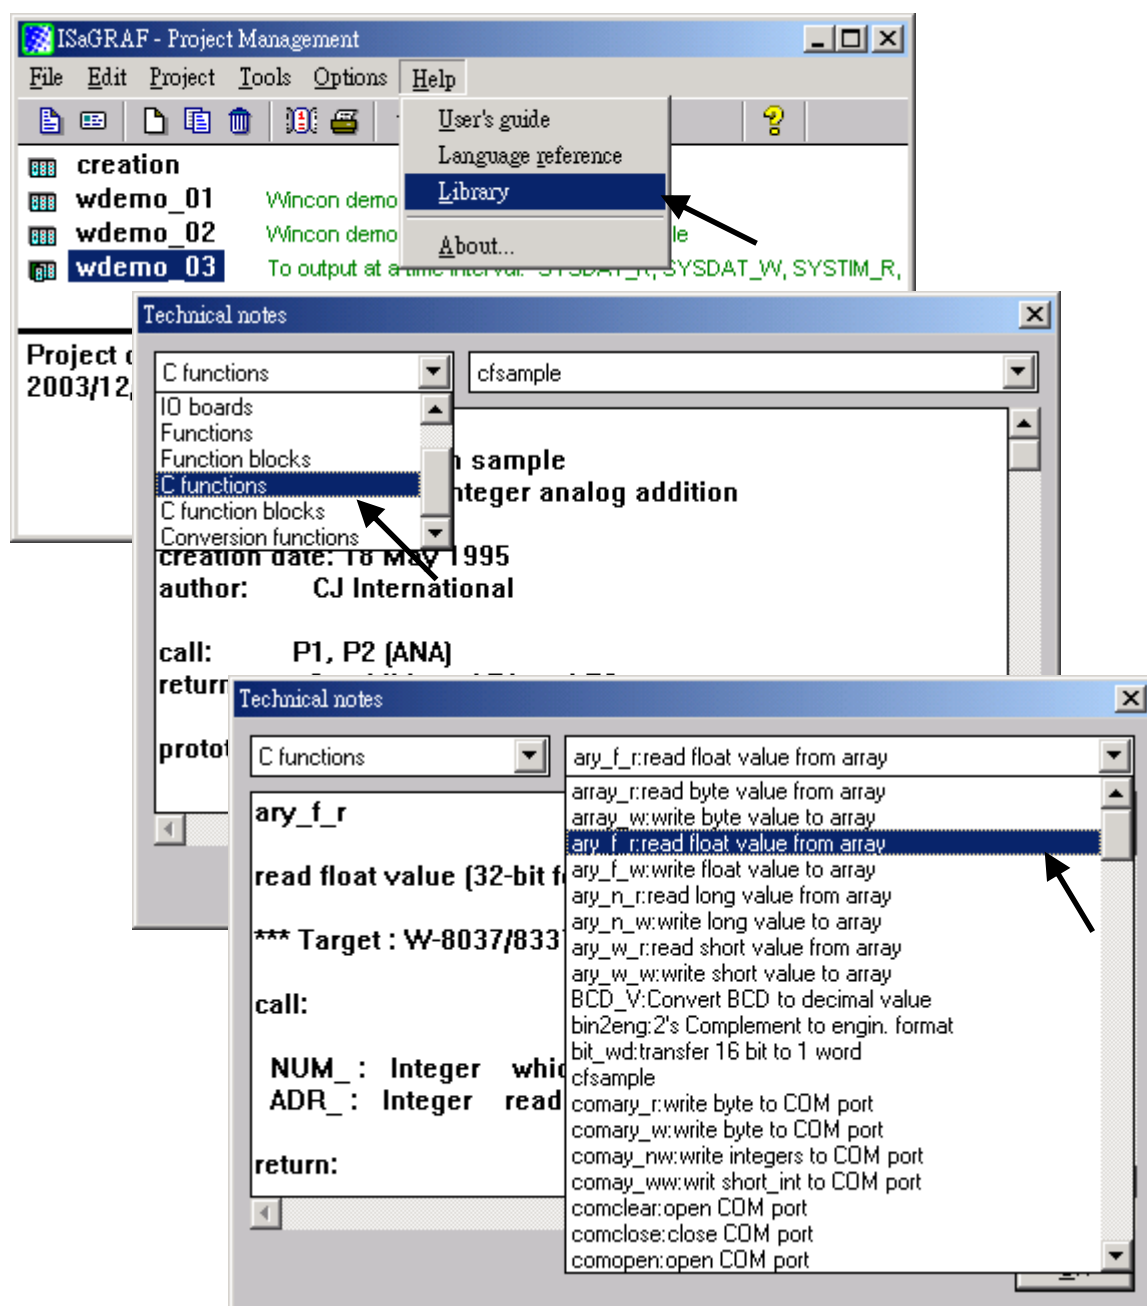 ISaGRAF - Project Management
File Edit Project Tools Options Help
User's guide
Language reference
Library
About...
creation
wdemo_01 Wincon demo
wdemo_02 Wincon demo le
wdemo_03 To output at a time interval. SYSDAT_R, SYSDAT_W, SYSTIM_R,
Project
2003/12,
Technical notes
C functions cfsample
IO boards
Functions
Function blocks
C functions
C function blocks
Conversion functions
sample
nteger analog addition
creation date: 18 May 1995
author: CJ International
call: P1, P2 (ANA)
return
protot
Technical notes
C functions ary_f_r:read float value from array
array_r:read byte value from array
array_w:write byte value to array
ary_f_r:read float value from array
ary_f_w:write float value to array
ary_n_r:read long value from array
ary_n_w:write long value to array
ary_w_r:read short value from array
ary_w_w:write short value to array
BCD_V:Convert BCD to decimal value
bin2eng:2's Complement to engin. format
bit_wd:transfer 16 bit to 1 word
cfsample
comary_r:write byte to COM port
comary_w:write byte to COM port
comay_nw:write integers to COM port
comay_ww:writ short_int to COM port
comclear:open COM port
comclose:close COM port
comopen:open COM port
ary_f_r
read float value (32-bit f
*** Target : W-8037/833
call:
NUM_ : Integer whic
ADR_ : Integer read
return: